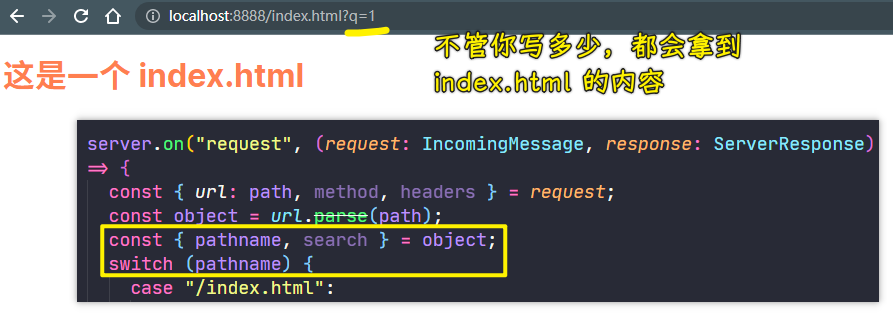 localhost:8888/index.html?q=1
不管你写多少，都会拿到
index.html 的内容
这是一个 index.html
server.on("request", (request: IncomingMessage, response: ServerResponse)
=> {
const { url: path, method, headers } = request;
const object = url.parse(path);
const { pathname, search } = object;
switch (pathname) {
case "/index.html":